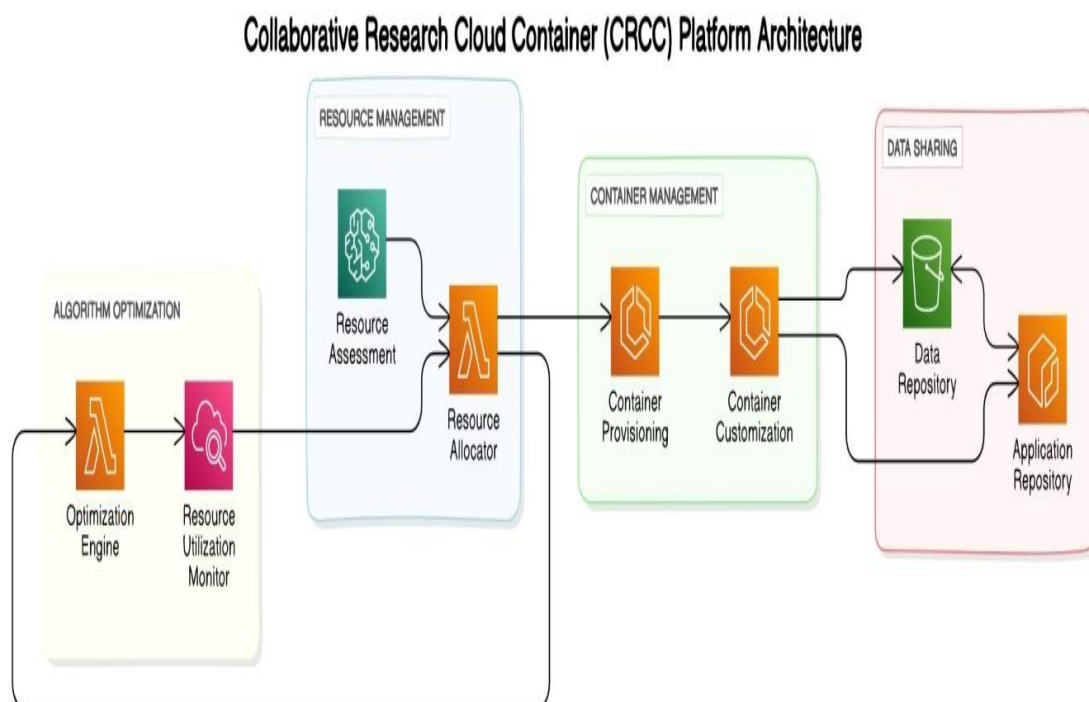 Collaborative Research Cloud Container (CRCC) Platform Architecture
RESOURCE MANAGEMENT
Resource
Assessment
Resource
Allocator
ALGORITHM OPTIMIZATION
Optimization
Engine
Resource
Utilization
Monitor
CONTAINER MANAGEMENT
Container
Provisioning
Container
Customization
DATA SHARING
Data
Repository
Application
Repository